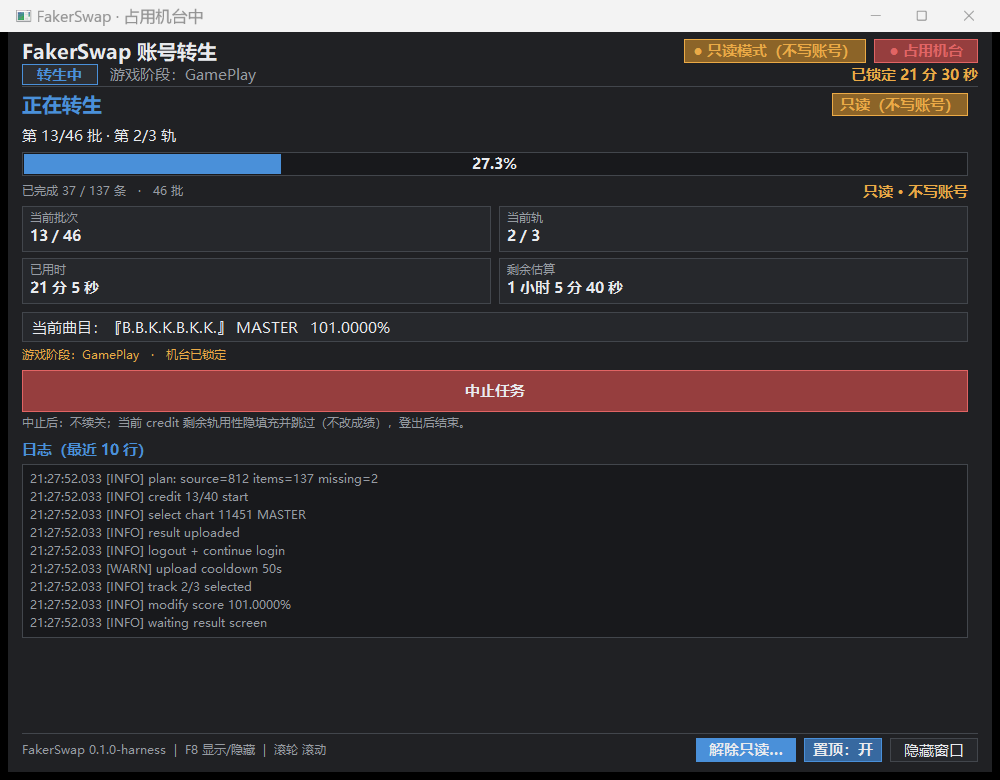 FakerSwap · 占用机台中
FakerSwap 账号转生
● 只读模式（不写账号）
● 占用机台
转生中 游戏阶段：GamePlay
已锁定 21 分 30 秒
正在转生
只读（不写账号）
第 13/46 批 · 第 2/3 轨
27.3%
已完成 37 / 137 条 · 46 批
只读 • 不写账号
当前批次
13 / 46
当前轨
2 / 3
已用时
21 分 5 秒
剩余估算
1 小时 5 分 40 秒
当前曲目：『B.B.K.K.B.K.K.』 MASTER 101.0000%
游戏阶段：GamePlay · 机台已锁定
中止任务
中止后：不续关；当前 credit 剩余轨用性隐填充并跳过（不改成绩），登出后结束。
日志（最近 10 行）
21:27:52.033 [INFO] plan: source=812 items=137 missing=2
21:27:52.033 [INFO] credit 13/40 start
21:27:52.033 [INFO] select chart 11451 MASTER
21:27:52.033 [INFO] result uploaded
21:27:52.033 [INFO] logout + continue login
21:27:52.033 [WARN] upload cooldown 50s
21:27:52.033 [INFO] track 2/3 selected
21:27:52.033 [INFO] modify score 101.0000%
21:27:52.033 [INFO] waiting result screen
FakerSwap 0.1.0-harness | F8 显示/隐藏 | 滚轮 滚动
解除只读...
置顶：开
隐藏窗口